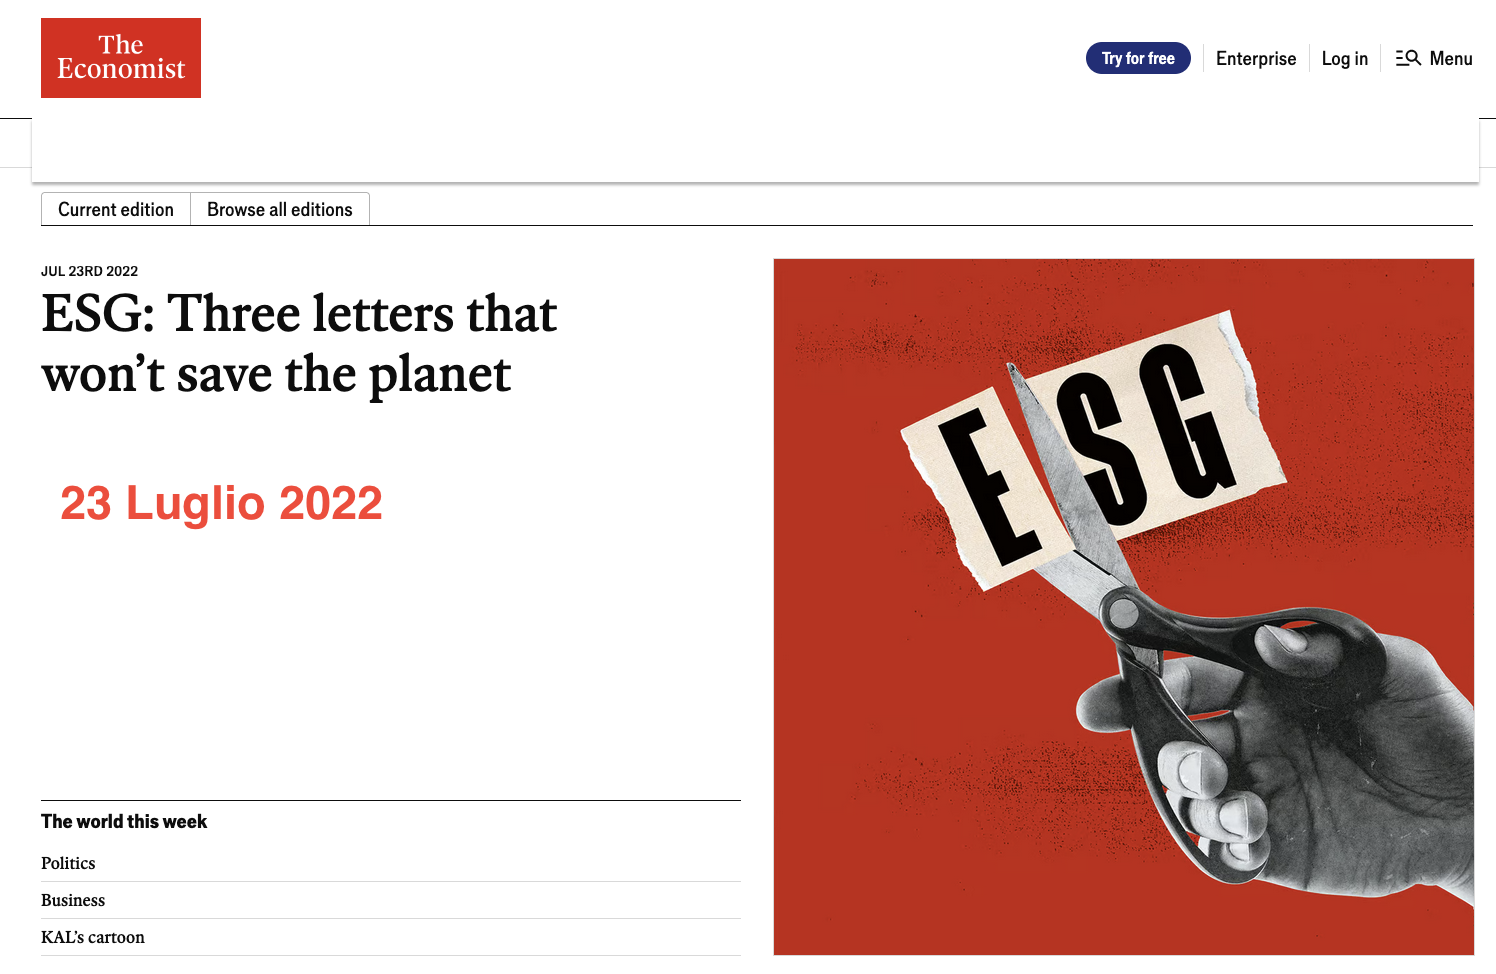 The
Economist
Try for free
Enterprise
Log in
Menu
Current edition
Browse all editions
JUL 23RD 2022
ESG: Three letters that
won’t save the planet
23 Luglio 2022
The world this week
Politics
Business
KAL’s cartoon
ESG